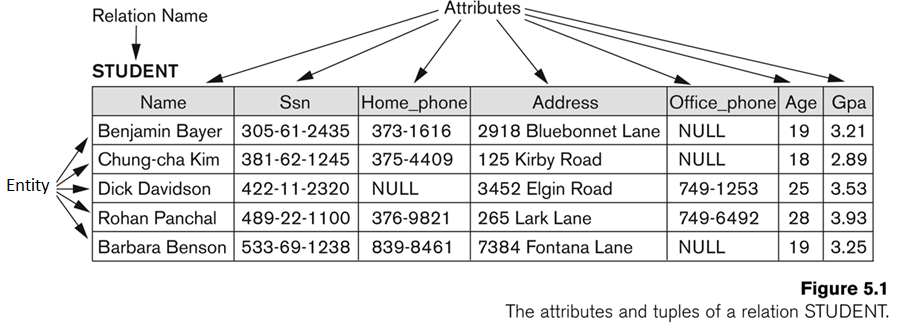 Relation Name
Attributes
STUDENT
Name Ssn Home_phone Address Office_phone Age Gpa
Benjamin Bayer 305-61-2435 373-1616 2918 Bluebonnet Lane NULL 19 3.21
Chung-cha Kim 381-62-1245 375-4409 125 Kirby Road NULL 18 2.89
Entity
Dick Davidson 422-11-2320 NULL 3452 Elgin Road 749-1253 25 3.53
Rohan Panchal 489-22-1100 376-9821 265 Lark Lane 749-6492 28 3.93
Barbara Benson 533-69-1238 839-8461 7384 Fontana Lane NULL 19 3.25
Figure 5.1
The attributes and tuples of a relation STUDENT.